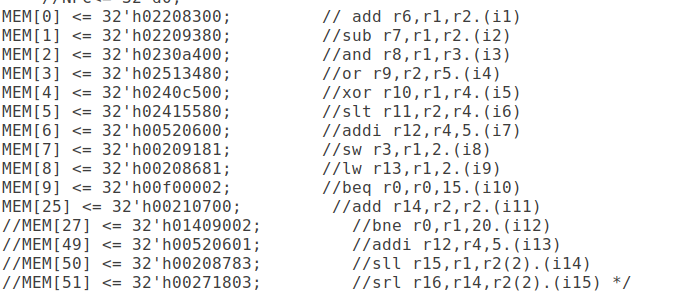 MEM[0] <= 32'h02208300; // add r6,r1,r2.(i1)
MEM[1] <= 32'h02209380; //sub r7,r1,r2.(i2)
MEM[2] <= 32'h0230a400; //and r8,r1,r3.(i3)
MEM[3] <= 32'h02513480; //or r9,r2,r5.(i4)
MEM[4] <= 32'h0240c500; //xor r10,r1,r4.(i5)
MEM[5] <= 32'h02415580; //slt r11,r2,r4.(i6)
MEM[6] <= 32'h00520600; //addi r12,r4,5.(i7)
MEM[7] <= 32'h00209181; //sw r3,r1,2.(i8)
MEM[8] <= 32'h00208681; //lw r13,r1,2.(i9)
MEM[9] <= 32'h00f00002; //beq r0,r0,15.(i10)
MEM[25] <= 32'h00210700; //add r14,r2,r2.(i11)
//MEM[27] <= 32'h01409002; //bne r0,r1,20.(i12)
//MEM[49] <= 32'h00520601; //addi r12,r4,5.(i13)
//MEM[50] <= 32'h00208783; //sll r15,r1,r2(2).(i14)
//MEM[51] <= 32'h00271803; //srl r16,r14,r2(2).(i15) */